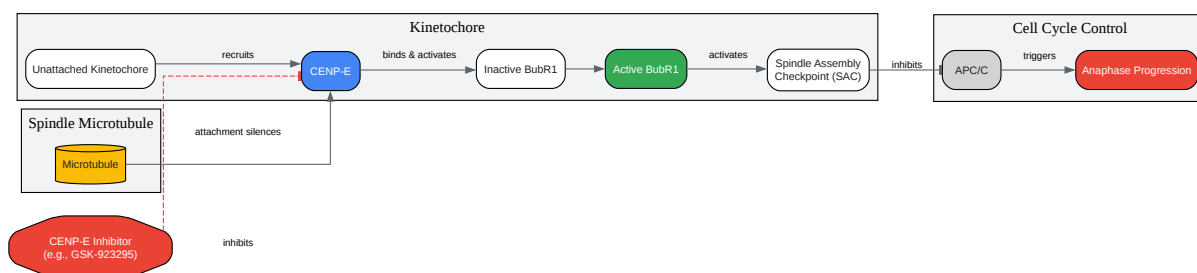 Kinetochore
Cell Cycle Control
recruits
binds & activates
activates
inhibits
triggers
Unattached Kinetochore
CENP-E
Inactive BubR1
Active BubR1
Spindle Assembly
Checkpoint (SAC)
APC/C
Anaphase Progression
Spindle Microtubule
attachment silences
Microtubule
CENP-E Inhibitor
(e.g., GSK-923295)
inhibits